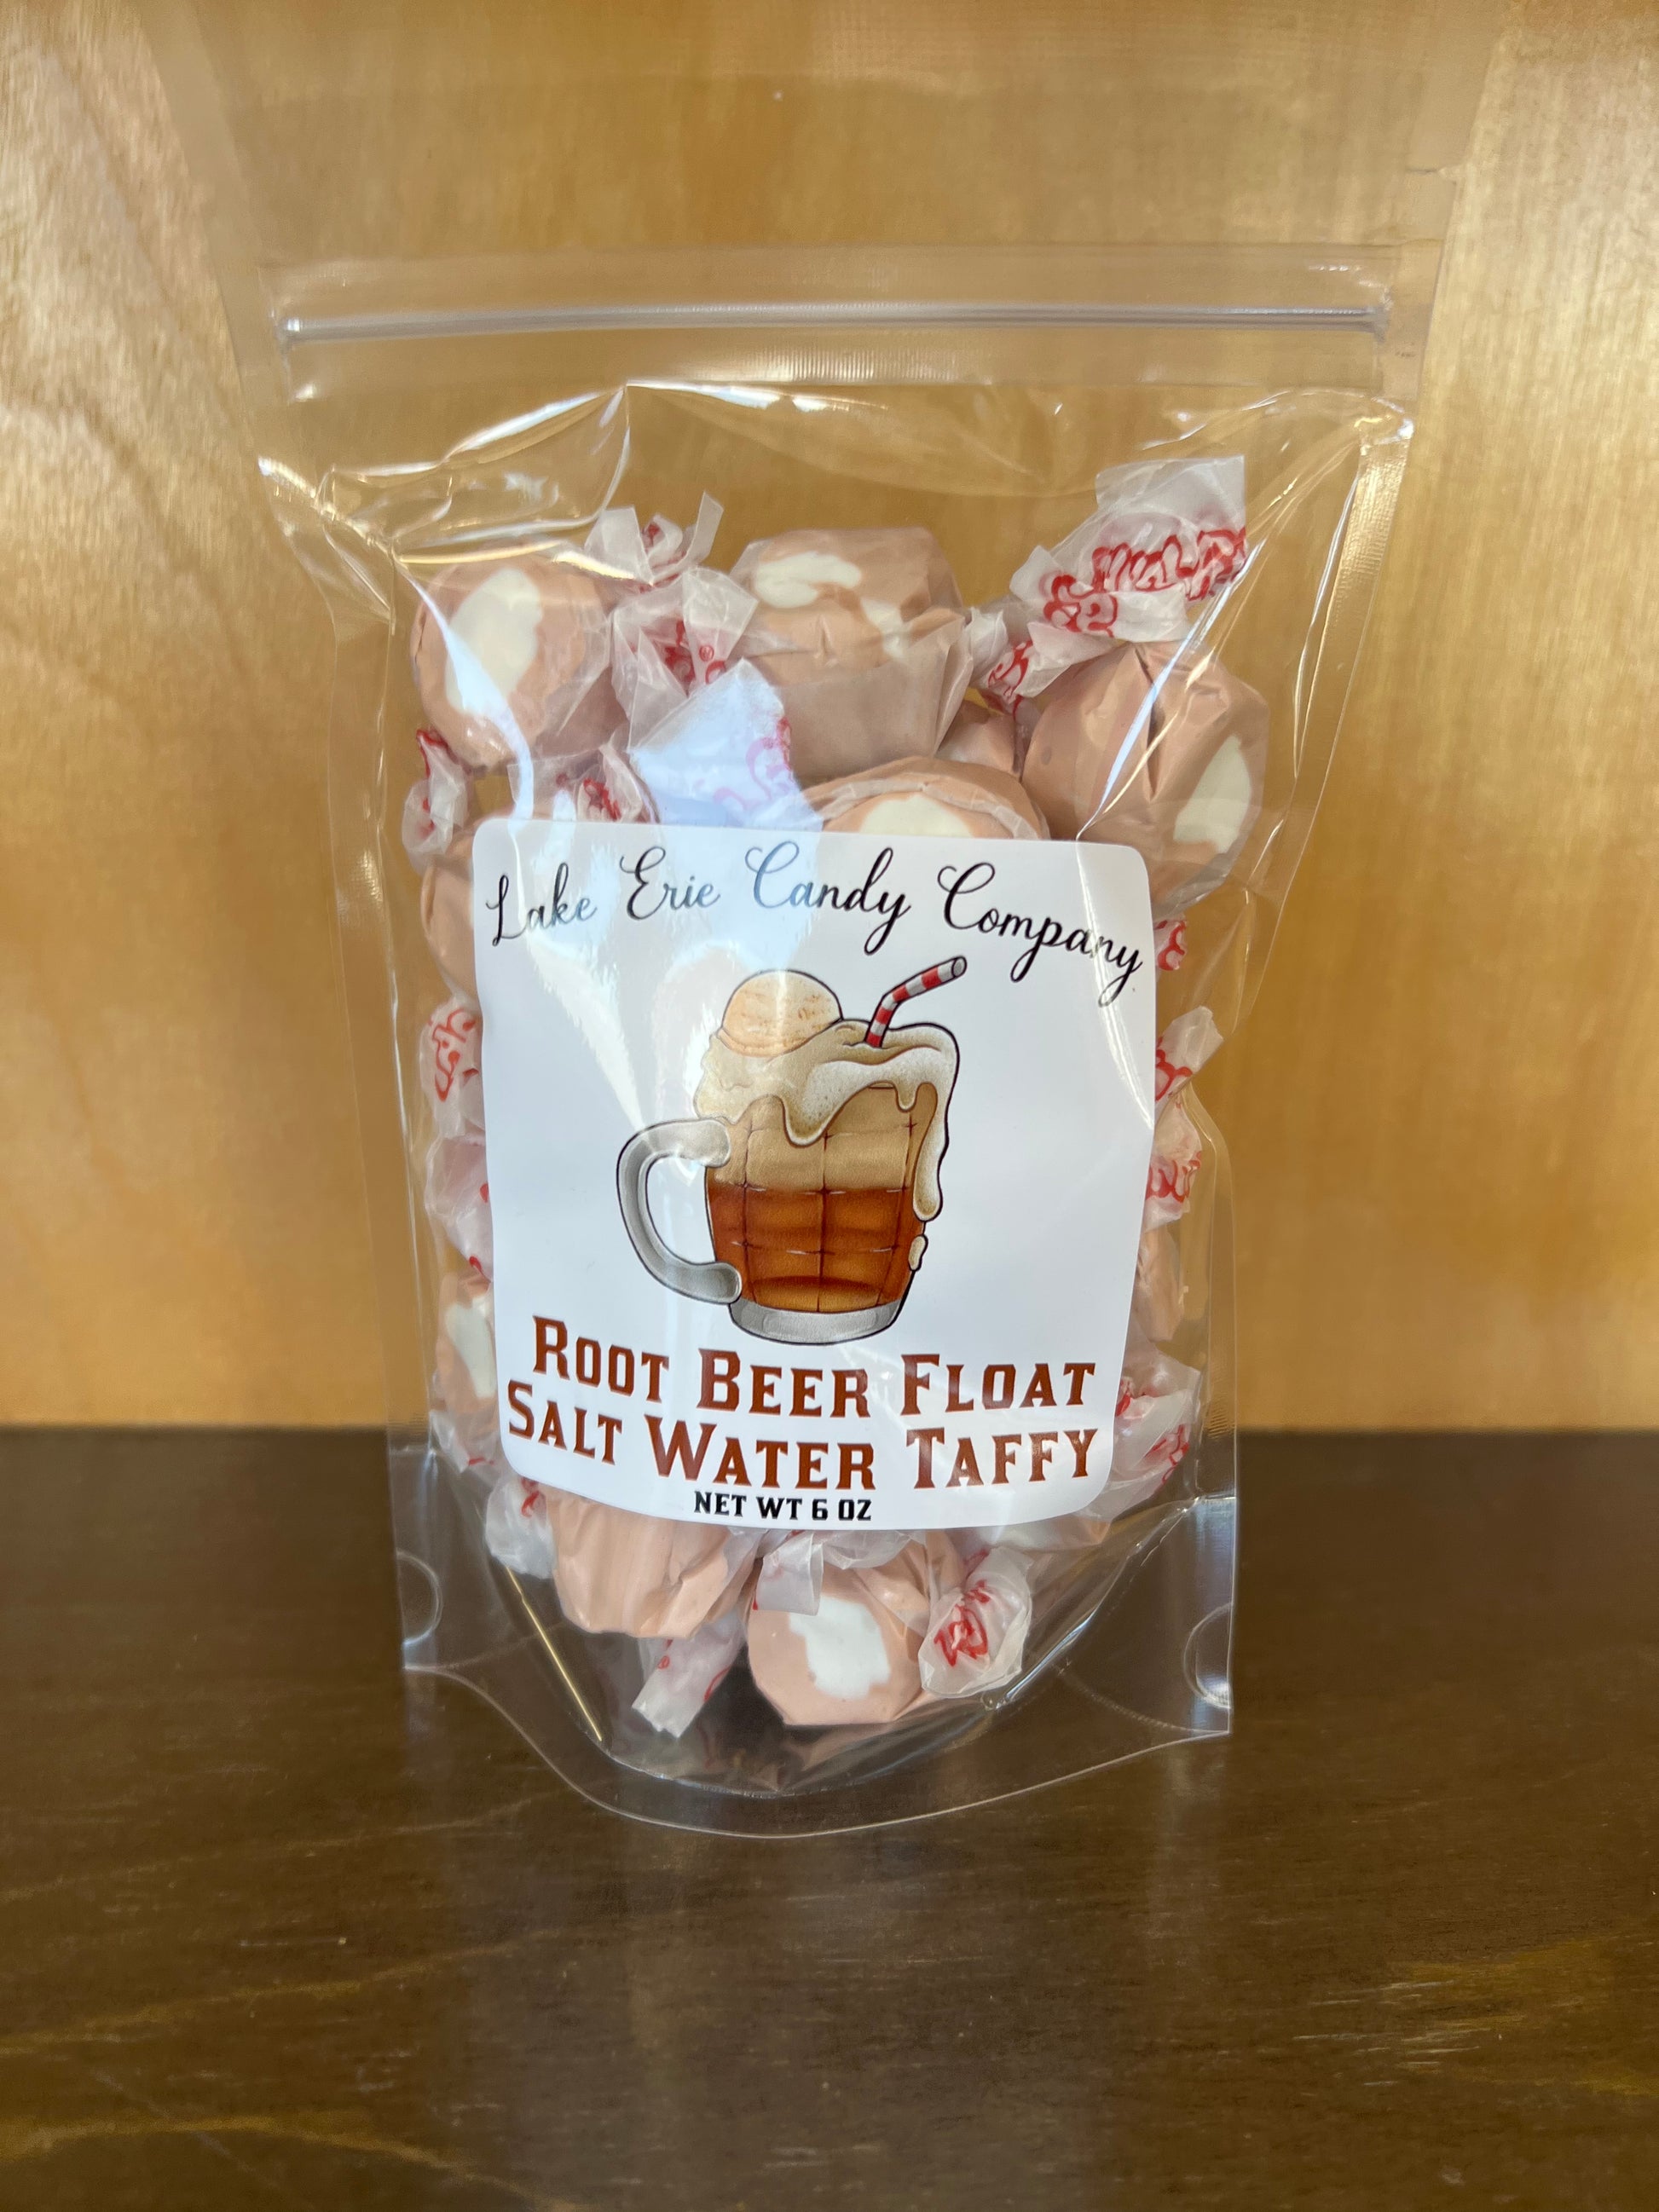 Lake Erie Candy Company
Root Beer Float
Salt Water Taffy
NET WT 6 OZ